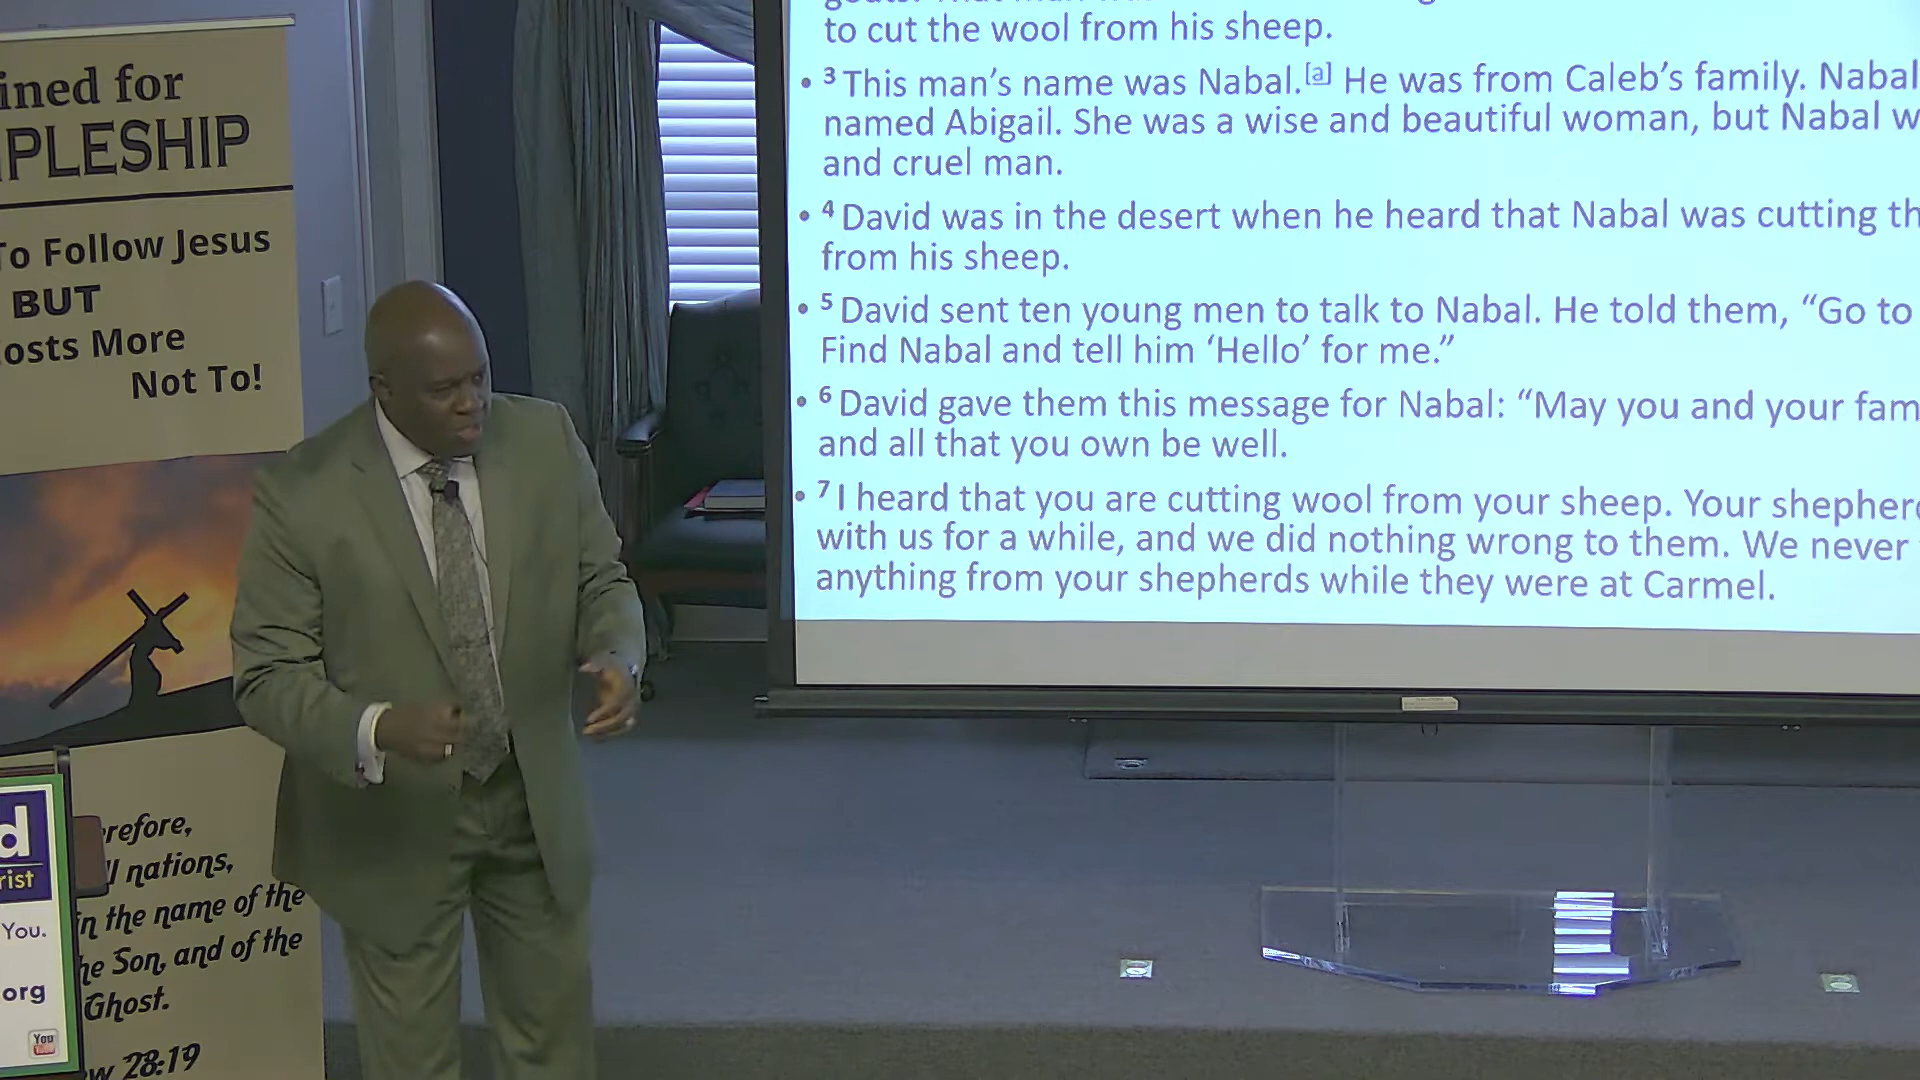 ined for
PLESHIP
To Follow Jesus
BUT
osts More
Not To!
erefore,
ll nations,
in the name of the
he Son, and of the
Ghost.
28:19
d
rist
You.
org
You
to cut the wool from his sheep.
• 3 This man’s name was Nabal.[a] He was from Caleb’s family. Nabal
named Abigail. She was a wise and beautiful woman, but Nabal w
and cruel man.
• 4 David was in the desert when he heard that Nabal was cutting th
from his sheep.
• 5 David sent ten young men to talk to Nabal. He told them, “Go to
Find Nabal and tell him ‘Hello’ for me.”
• 6 David gave them this message for Nabal: “May you and your fam
and all that you own be well.
• 7 I heard that you are cutting wool from your sheep. Your shepher
with us for a while, and we did nothing wrong to them. We never
anything from your shepherds while they were at Carmel.